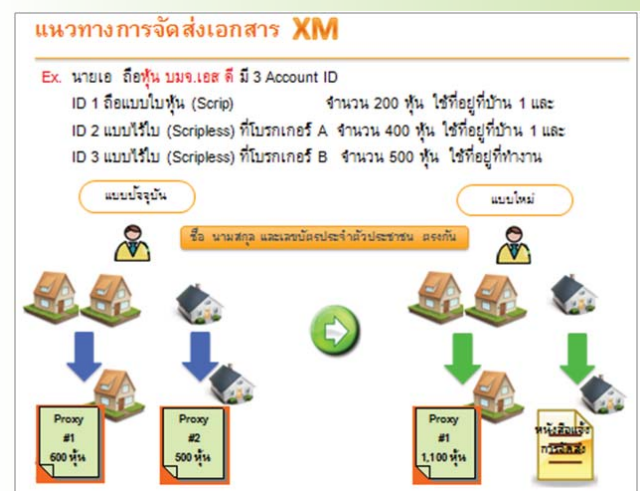 แนวทางการจัดส่งเอกสาร XM
Ex. นายเอ ถือหุ้น บมจ.เอส ดี มี 3 Account ID
ID 1 ถือแบบใบหุ้น (Scrip) จำนวน 200 หุ้น ใช้ที่อยู่ที่บ้าน 1 และ
ID 2 แบบไร้ใบ (Scripless) ที่โบรกเกอร์ A จำนวน 400 หุ้น ใช้ที่อยู่ที่บ้าน 1 และ
ID 3 แบบไร้ใบ (Scripless) ที่โบรกเกอร์ B จำนวน 500 หุ้น ใช้ที่อยู่ที่ทำงาน
แบบปัจจุบัน
แบบใหม่
ชื่อ นามสกุล และเลขบัตรประจำตัวประชาชน ตรงกัน
Proxy
#1
600 หุ้น
Proxy
#2
500 หุ้น
Proxy
#1
1,100 หุ้น
หนังสือแจ้ง
การจัดส่ง